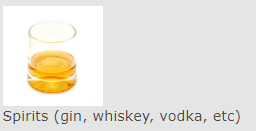 Spirits (gin, whiskey, vodka, etc)